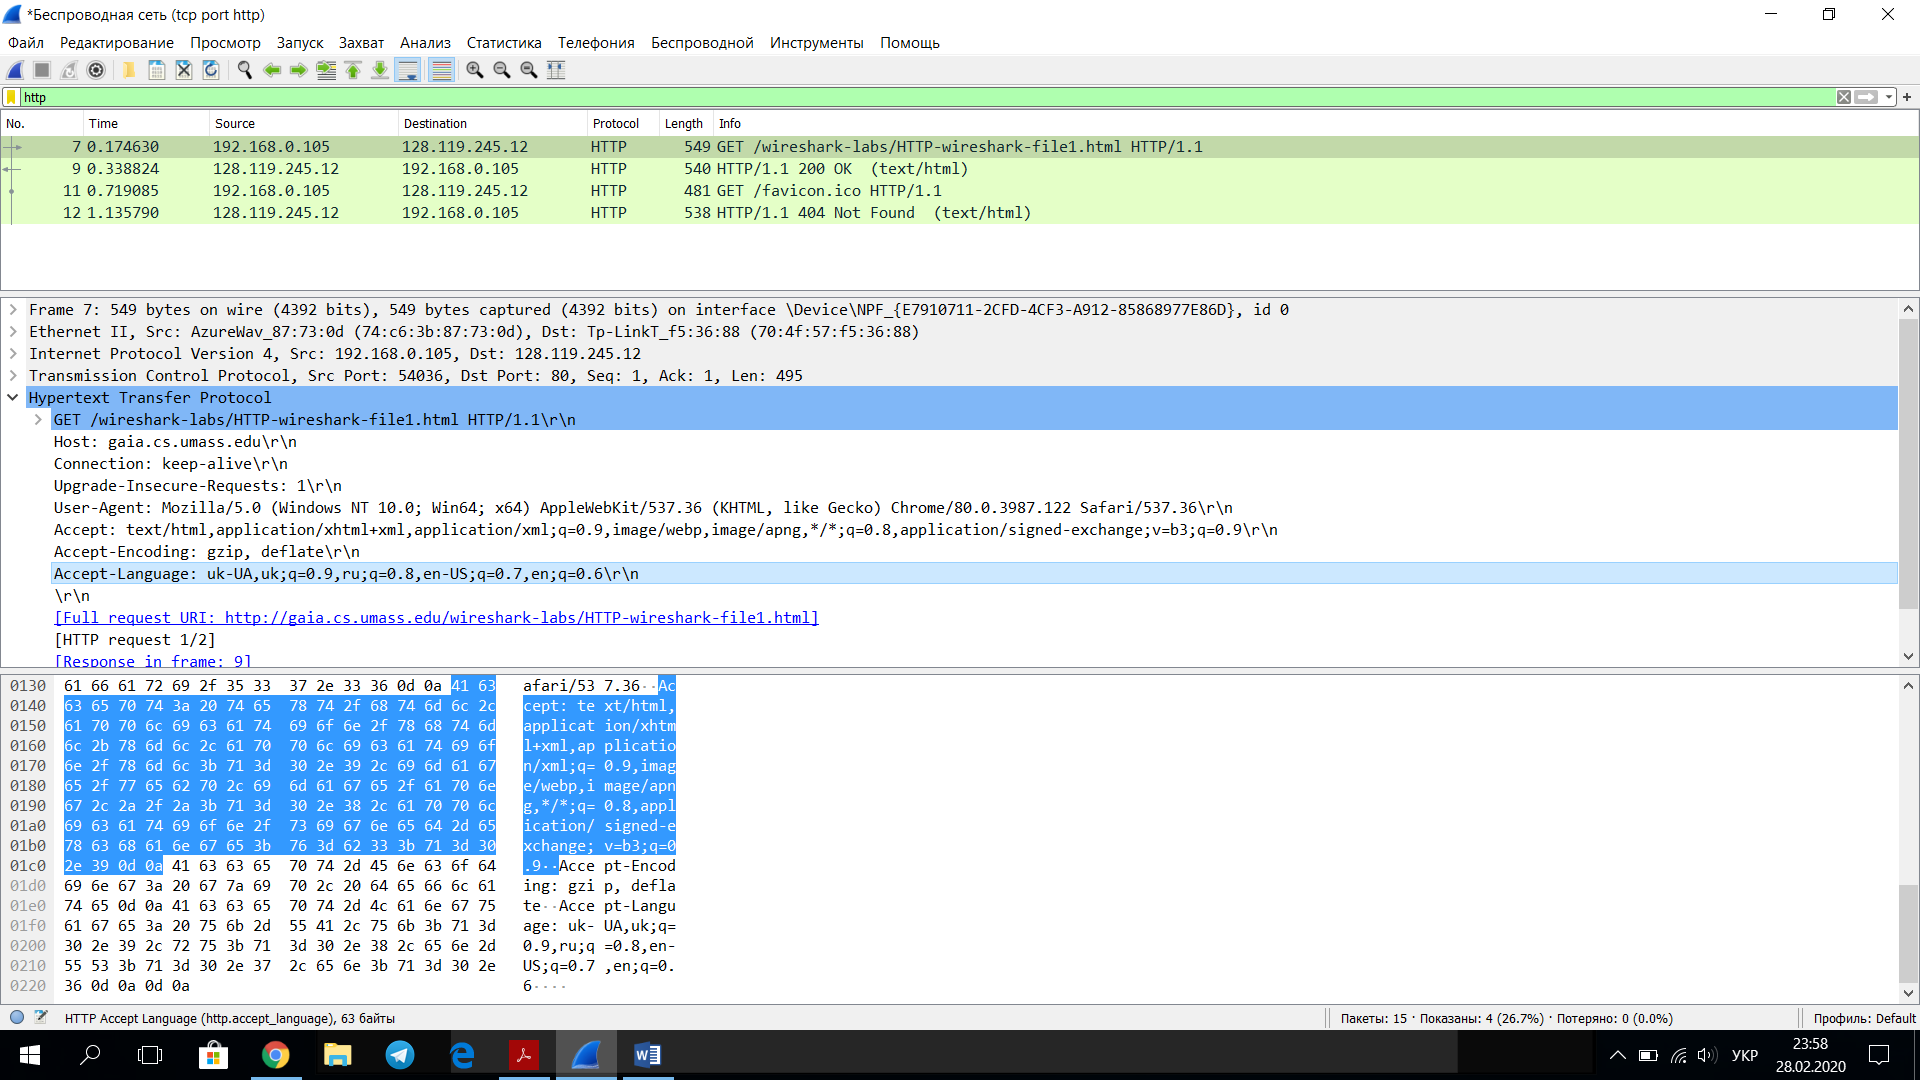 *Беспроводная сеть (tcp port http)
Файл Редактирование Просмотр Запуск Захват Анализ Статистика Телефония Беспроводной Инструменты Помощь
http
No. Time Source Destination Protocol Length Info
7 0.174630 192.168.0.105 128.119.245.12 HTTP 549 GET /wireshark-labs/HTTP-wireshark-file1.html HTTP/1.1
9 0.338824 128.119.245.12 192.168.0.105 HTTP 540 HTTP/1.1 200 OK (text/html)
11 0.719085 192.168.0.105 128.119.245.12 HTTP 481 GET /favicon.ico HTTP/1.1
12 1.135790 128.119.245.12 192.168.0.105 HTTP 538 HTTP/1.1 404 Not Found (text/html)
Frame 7: 549 bytes on wire (4392 bits), 549 bytes captured (4392 bits) on interface \Device\NPF_{E7910711-2CFD-4CF3-A912-85868977E86D}, id 0
Ethernet II, Src: AzureWav_87:73:0d (74:c6:3b:87:73:0d), Dst: Tp-LinkT_f5:36:88 (70:4f:57:f5:36:88)
Internet Protocol Version 4, Src: 192.168.0.105, Dst: 128.119.245.12
Transmission Control Protocol, Src Port: 54036, Dst Port: 80, Seq: 1, Ack: 1, Len: 495
Hypertext Transfer Protocol
GET /wireshark-labs/HTTP-wireshark-file1.html HTTP/1.1\r\n
Host: gaia.cs.umass.edu\r\n
Connection: keep-alive\r\n
Upgrade-Insecure-Requests: 1\r\n
User-Agent: Mozilla/5.0 (Windows NT 10.0; Win64; x64) AppleWebKit/537.36 (KHTML, like Gecko) Chrome/80.0.3987.122 Safari/537.36\r\n
Accept: text/html,application/xhtml+xml,application/xml;q=0.9,image/webp,image/apng,*/*;q=0.8,application/signed-exchange;v=b3;q=0.9\r\n
Accept-Encoding: gzip, deflate\r\n
Accept-Language: uk-UA,uk;q=0.9,ru;q=0.8,en-US;q=0.7,en;q=0.6\r\n
\r\n
[Full request URI: http://gaia.cs.umass.edu/wireshark-labs/HTTP-wireshark-file1.html]
[HTTP request 1/2]
[Response in frame: 9]
0130 61 66 61 72 69 2f 35 33 37 2e 33 36 0d 0a 41 63 afari/53 7.36··Ac
0140 63 65 70 74 3a 20 74 65 78 74 2f 68 74 6d 6c 2c cept: te xt/html,
0150 61 70 70 6c 69 63 61 74 69 6f 6e 2f 78 68 74 6d applicat ion/xhtm
0160 6c 2b 78 6d 6c 2c 61 70 70 6c 69 63 61 74 69 6f l+xml,ap plicatio
0170 6e 2f 78 6d 6c 3b 71 3d 30 2e 39 2c 69 6d 61 67 n/xml;q= 0.9,imag
0180 65 2f 77 65 62 70 2c 69 6d 61 67 65 2f 61 70 6e e/webp,i mage/apn
0190 67 2c 2a 2f 2a 3b 71 3d 30 2e 38 2c 61 70 70 6c g,*/*;q= 0.8,appl
01a0 69 63 61 74 69 6f 6e 2f 73 69 67 6e 65 64 2d 65 ication/ signed-e
01b0 78 63 68 61 6e 67 65 3b 76 3d 62 33 3b 71 3d 30 xchange; v=b3;q=0
01c0 2e 39 0d 0a 41 63 63 65 70 74 2d 45 6e 63 6f 64 .9··Acce pt-Encod
01d0 69 6e 67 3a 20 67 7a 69 70 2c 20 64 65 66 6c 61 ing: gzi p, defla
01e0 74 65 0d 0a 41 63 63 65 70 74 2d 4c 61 6e 67 75 te··Acce pt-Langu
01f0 61 67 65 3a 20 75 6b 2d 55 41 2c 75 6b 3b 71 3d age: uk- UA,uk;q=
0200 30 2e 39 2c 72 75 3b 71 3d 30 2e 38 2c 65 6e 2d 0.9,ru;q =0.8,en-
0210 55 53 3b 71 3d 30 2e 37 2c 65 6e 3b 71 3d 30 2e US;q=0.7 ,en;q=0.
0220 36 0d 0a 0d 0a 6····
HTTP Accept Language (http.accept_language), 63 байты
Пакеты: 15 · Показаны: 4 (26.7%) · Потеряно: 0 (0.0%)
Профиль: Default
УКР
23:58
28.02.2020